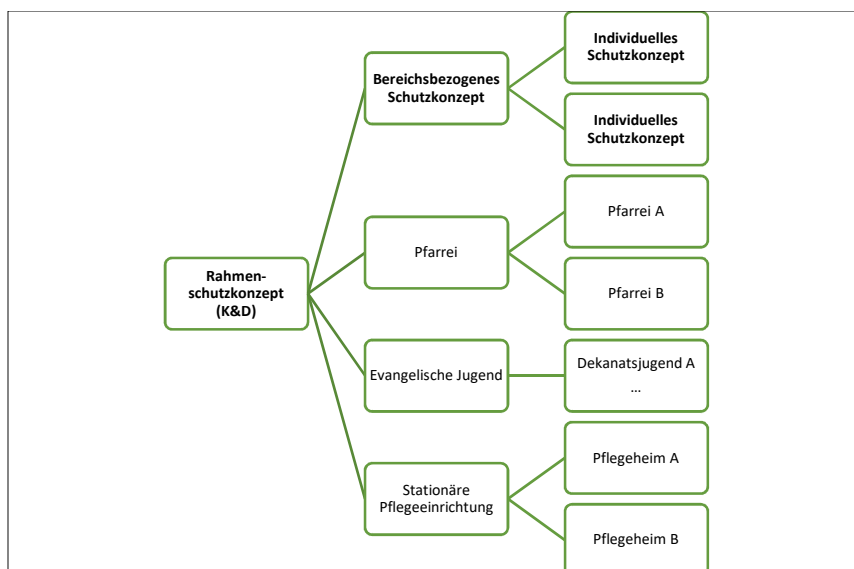 Individuelles
Schutzkonzept
Bereichsbezogenes
Schutzkonzept
Individuelles
Schutzkonzept
Pfarrei A
Pfarrei
Pfarrei B
Rahmen-
schutzkonzept
(K&D)
Evangelische Jugend
Dekanatsjugend A
...
Pflegeheim A
Stationäre
Pflegeeinrichtung
Pflegeheim B